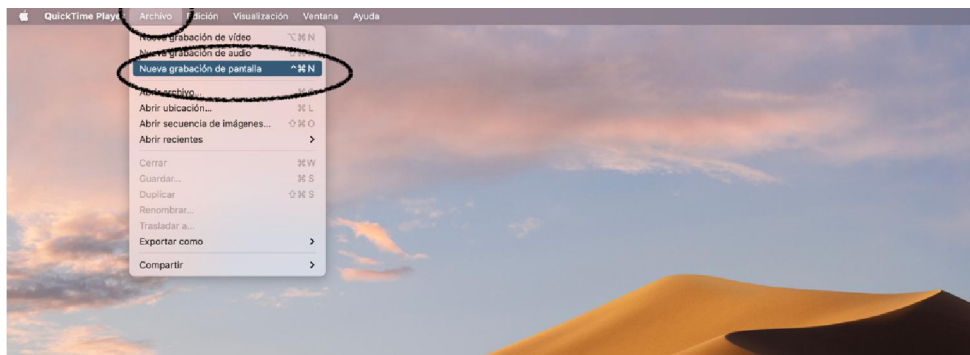 QuickTime Player Archivo Edición Visualización Ventana Ayuda
Nueva grabación de vídeo ⌥⌘N
Nueva grabación de audio
Nueva grabación de pantalla ^⌘N
Abrir archivo...
Abrir ubicación... ⌘L
Abrir secuencia de imágenes... ⇧⌘O
Abrir recientes >
Cerrar ⌘W
Guardar... ⌘S
Duplicar ⇧⌘S
Renombrar...
Trasladar a...
Exportar como >
Compartir >